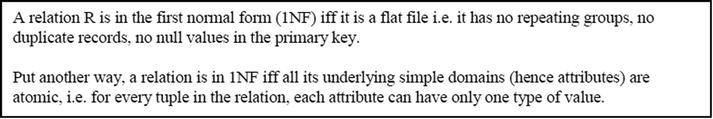 A relation R is in the first normal form (1NF) iff it is a flat file i.e. it has no repeating groups, no
duplicate records, no null values in the primary key.
Put another way, a relation is in 1NF iff all its underlying simple domains (hence attributes) are
atomic, i.e. for every tuple in the relation, each attribute can have only one type of value.